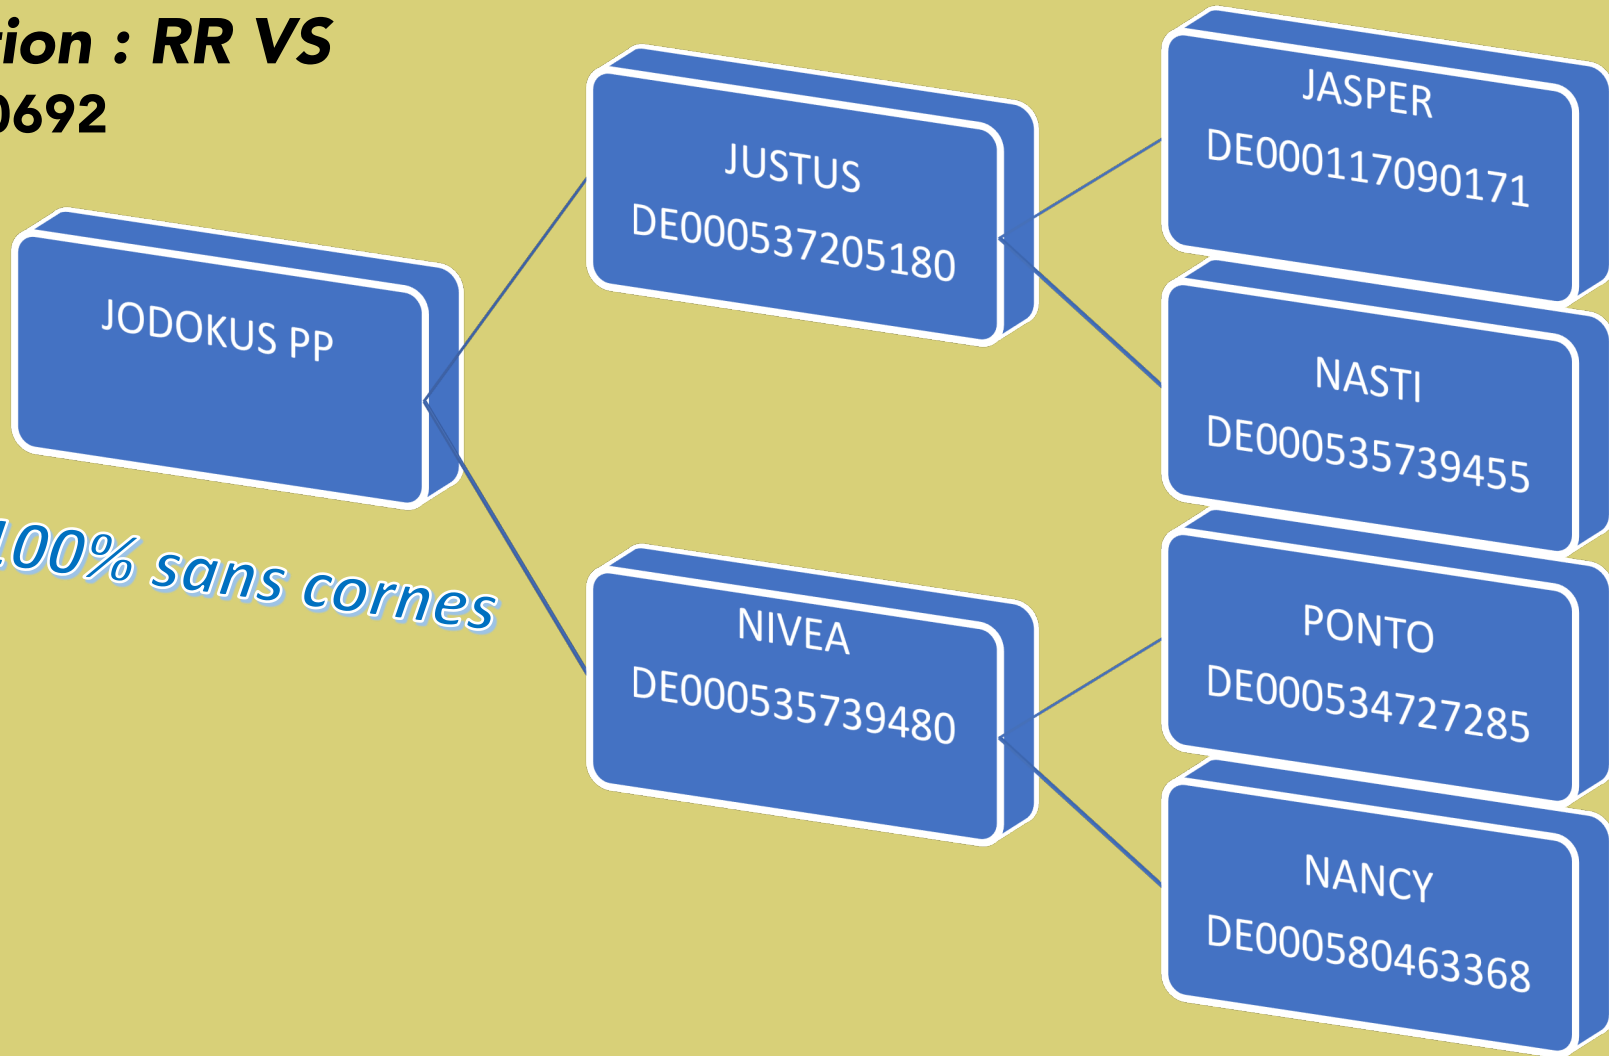 tion : RR VS
0692
JODOKUS PP
100% sans cornes
JUSTUS
DE000537205180
NIVEA
DE000535739480
JASPER
DE000117090171
NASTI
DE000535739455
PONTO
DE000534727285
NANCY
DE000580463368